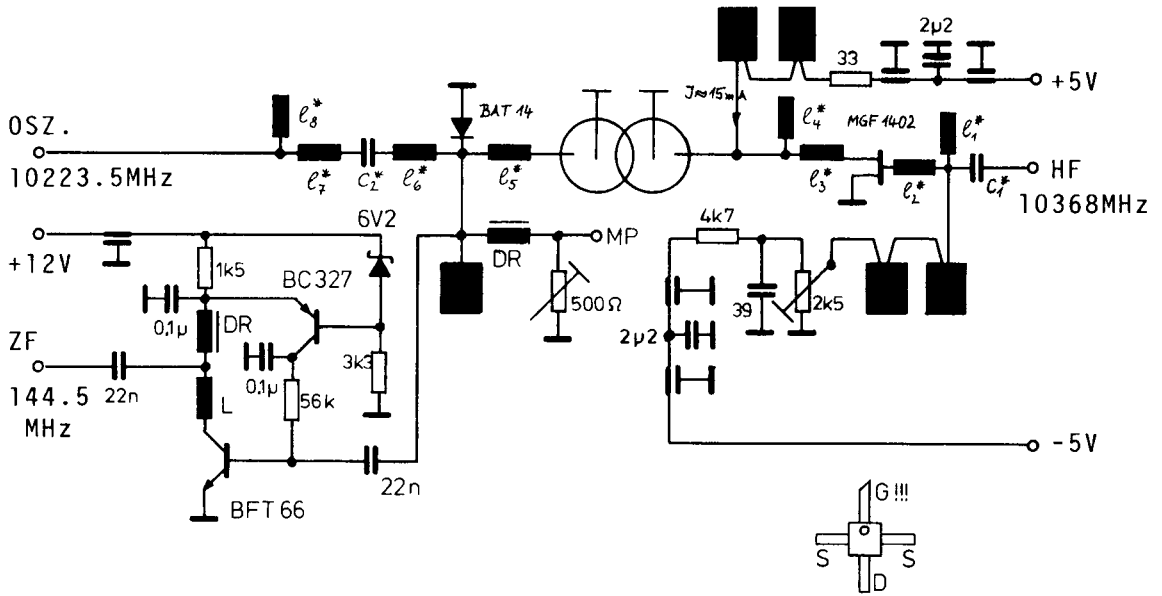 2µ2
33
+5V
J≈15mA
BAT 14
ℓ8*
ℓ4*
MGF 1402
ℓ1*
OSZ.
10223.5MHz
ℓ7*
C2*
ℓ6*
ℓ5*
ℓ3*
ℓ2*
C1*
HF
10368MHz
6V2
4k7
MP
+12V
1k5
BC327
DR
500Ω
39
2k5
0,1µ
DR
2µ2
ZF
3k3
144.5
MHz
22n
L
0,1µ
56k
-5V
22n
BFT66
G!!!
S
S
D